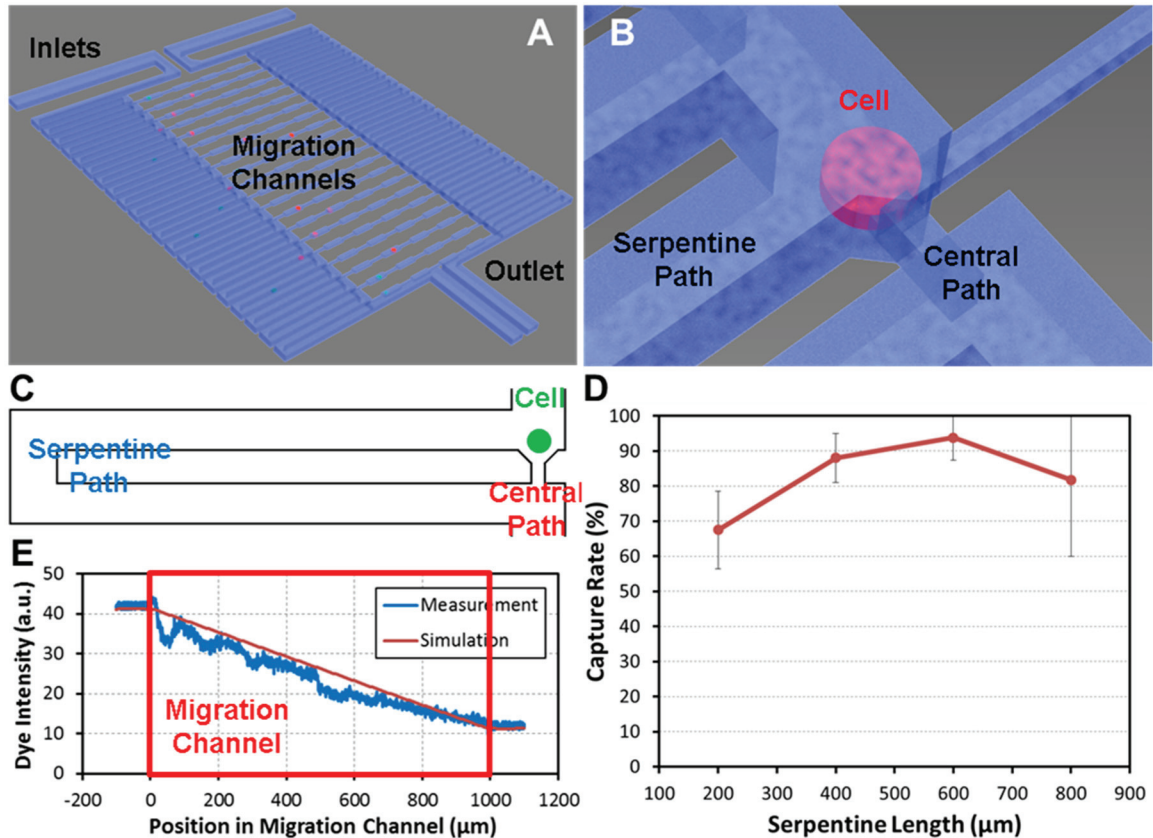 A
Inlets
Migration
Channels
Outlet
B
Cell
Serpentine
Path
Central
Path
C
Cell
Serpentine
Path
Central
Path
D
Capture Rate (%)
100
90
80
70
60
50
40
30
20
10
0
100 200 300 400 500 600 700 800 900
Serpentine Length (µm)
E
Dye Intensity (a.u.)
50
40
30
20
10
0
Measurement
Simulation
Migration
Channel
-200 0 200 400 600 800 1000 1200
Position in Migration Channel (µm)